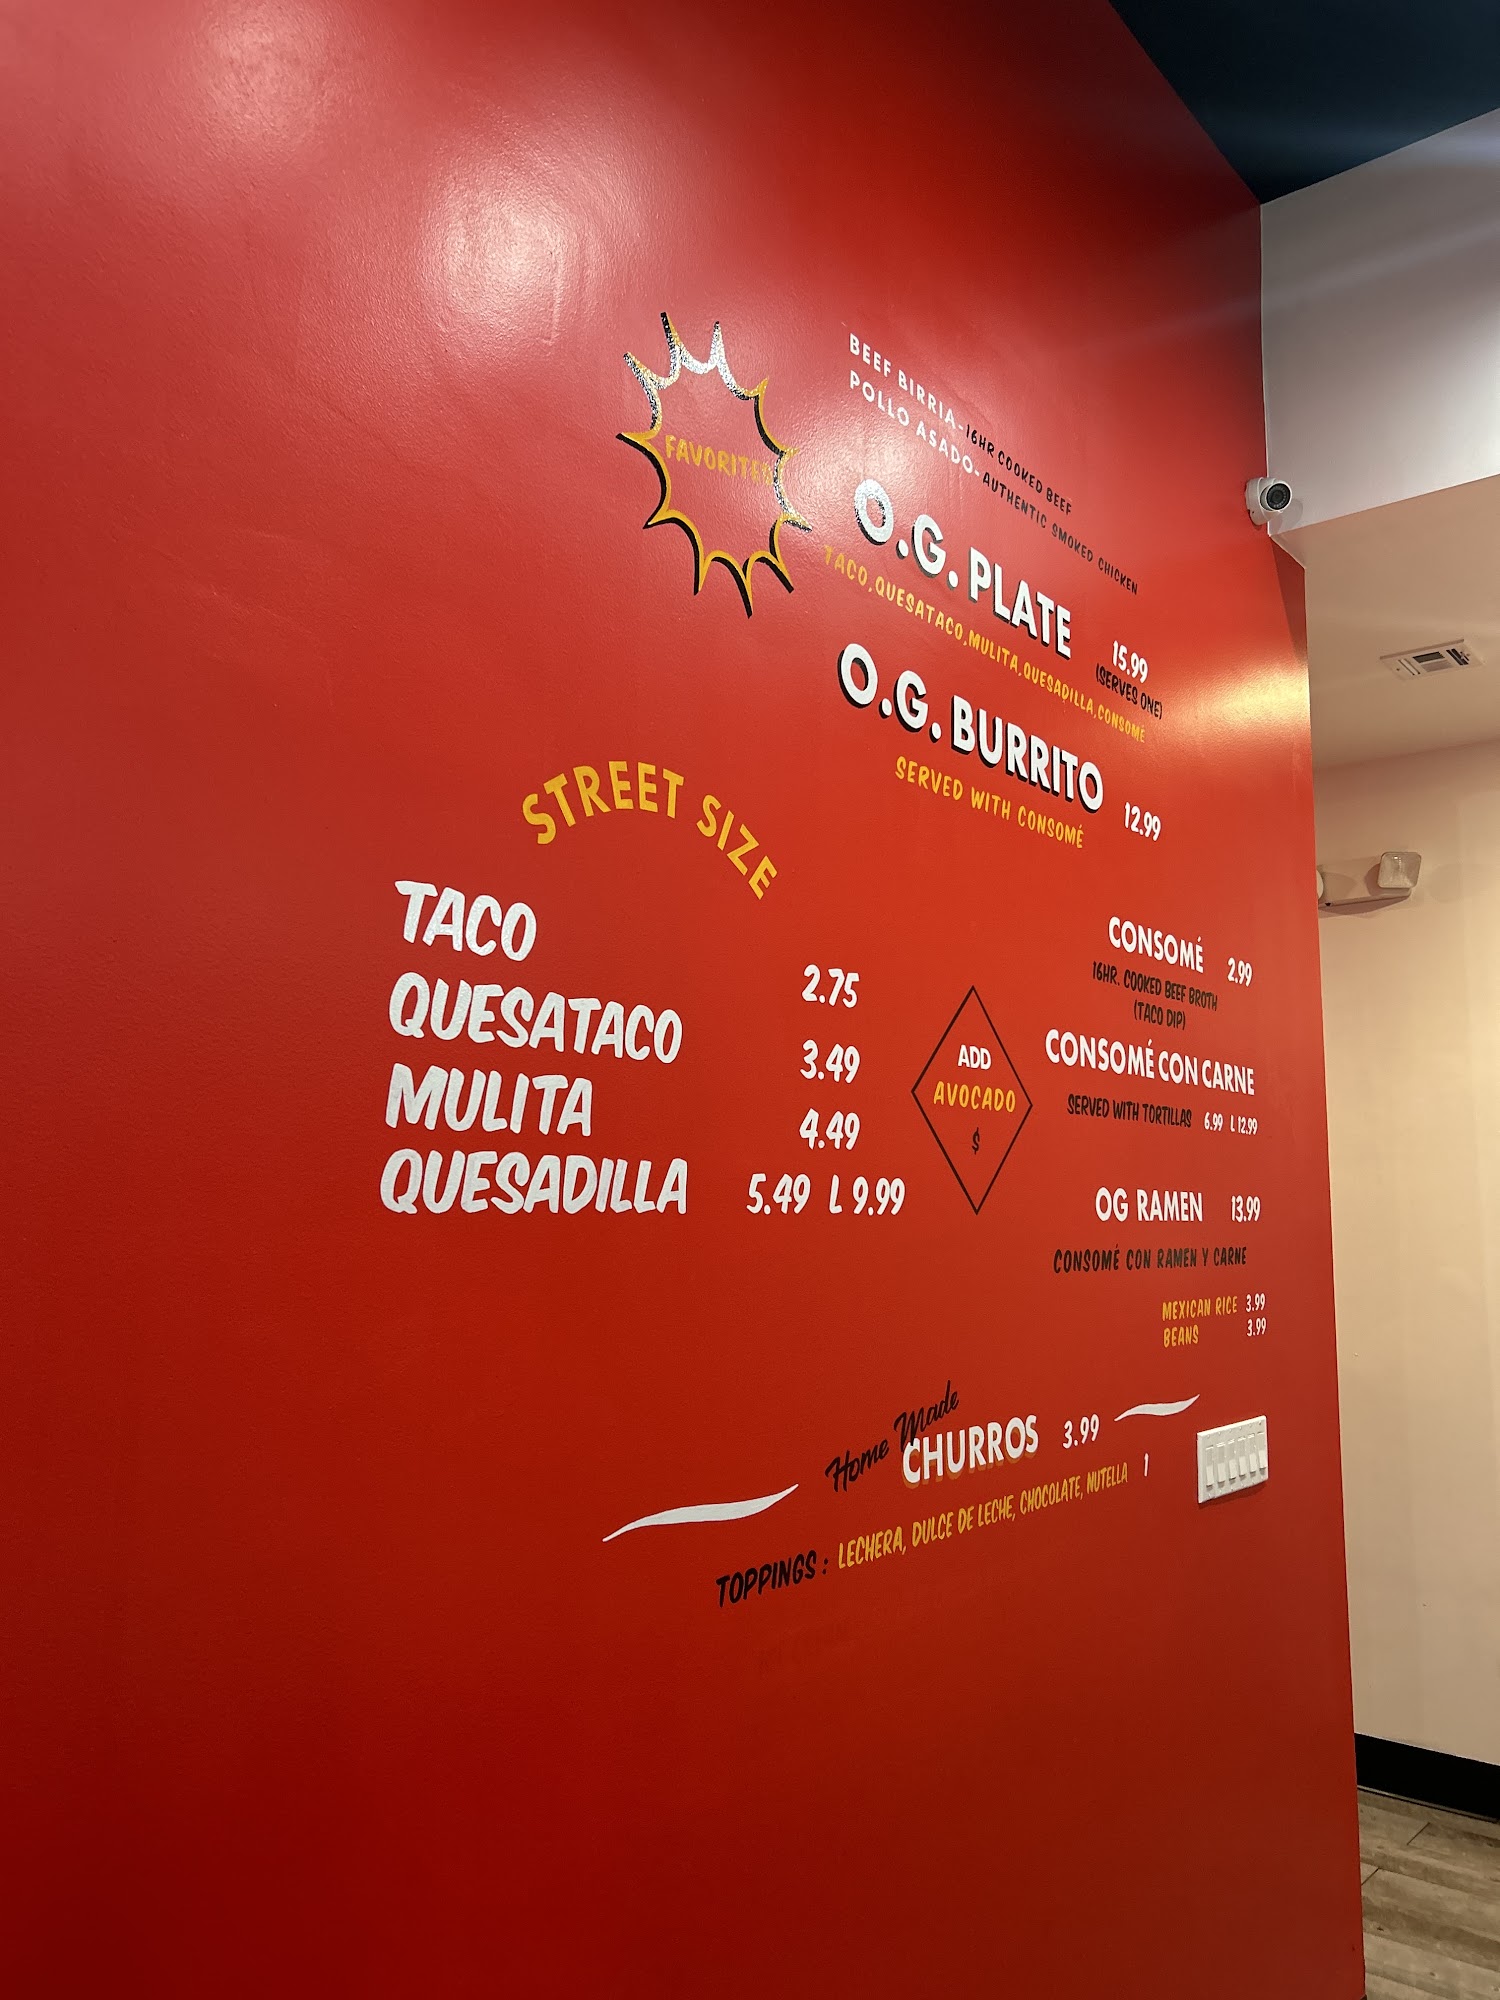 BEEF BIRRIA-16HR COOKED BEEF
POLLO ASADO-AUTHENTIC SMOKED CHICKEN
FAVORITES
O.G. PLATE 15.99
(SERVES ONE)
TACO, QUESATACO, MULITA, QUESADILLA, CONSOMÉ
O.G. BURRITO 12.99
SERVED WITH CONSOMÉ
STREET SIZE
TACO 2.75
QUESATACO 3.49
MULITA 4.49
QUESADILLA 5.49 L 9.99
ADD
AVOCADO
$
CONSOMÉ 2.99
16HR. COOKED BEEF BROTH
(TACO DIP)
CONSOMÉ CON CARNE
SERVED WITH TORTILLAS 6.99 L 12.99
OG RAMEN 13.99
CONSOMÉ CON RAMEN Y CARNE
MEXICAN RICE 3.99
BEANS 3.99
Home Made
CHURROS 3.99
TOPPINGS : LECHERA, DULCE DE LECHE, CHOCOLATE, NUTELLA 1